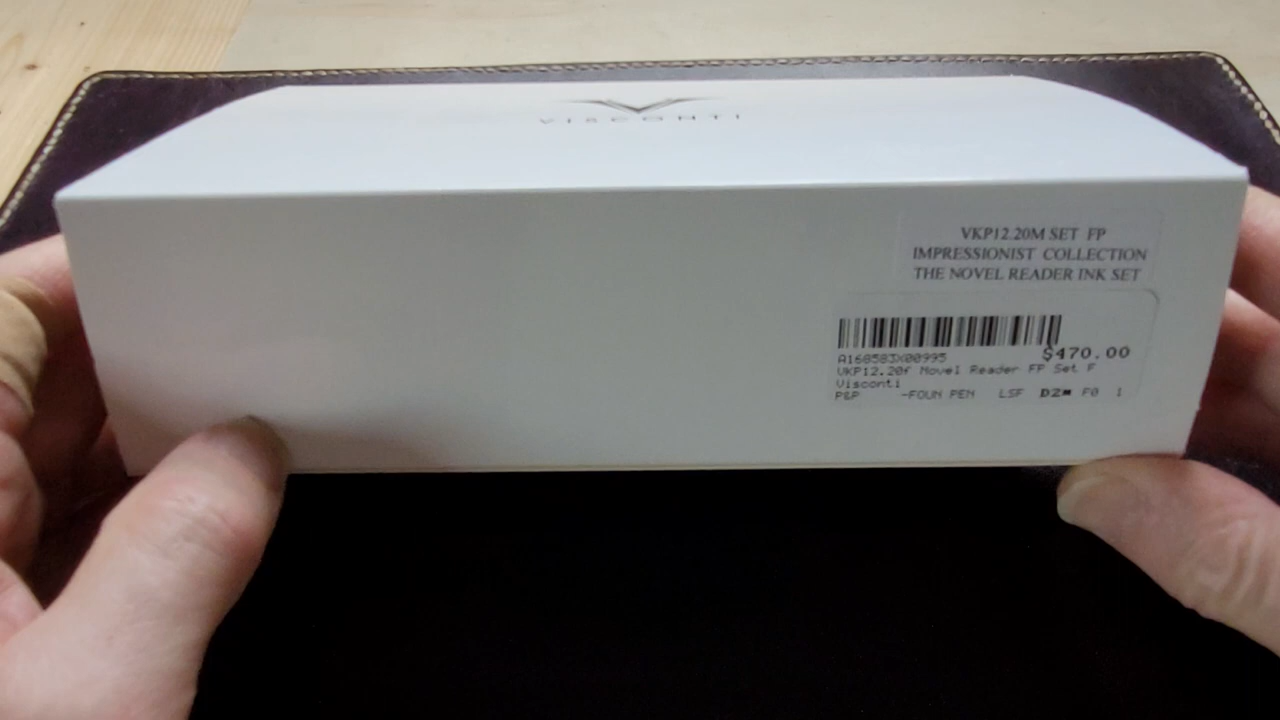 VISCONTI
VKP12.20M SET FP
IMPRESSIONIST COLLECTION
THE NOVEL READER INK SET
A168583X00995 $470.00
VKP12.20f Novel Reader FP Set F
Visconti
P&P -FOUN PEN LSF D2 F0 1